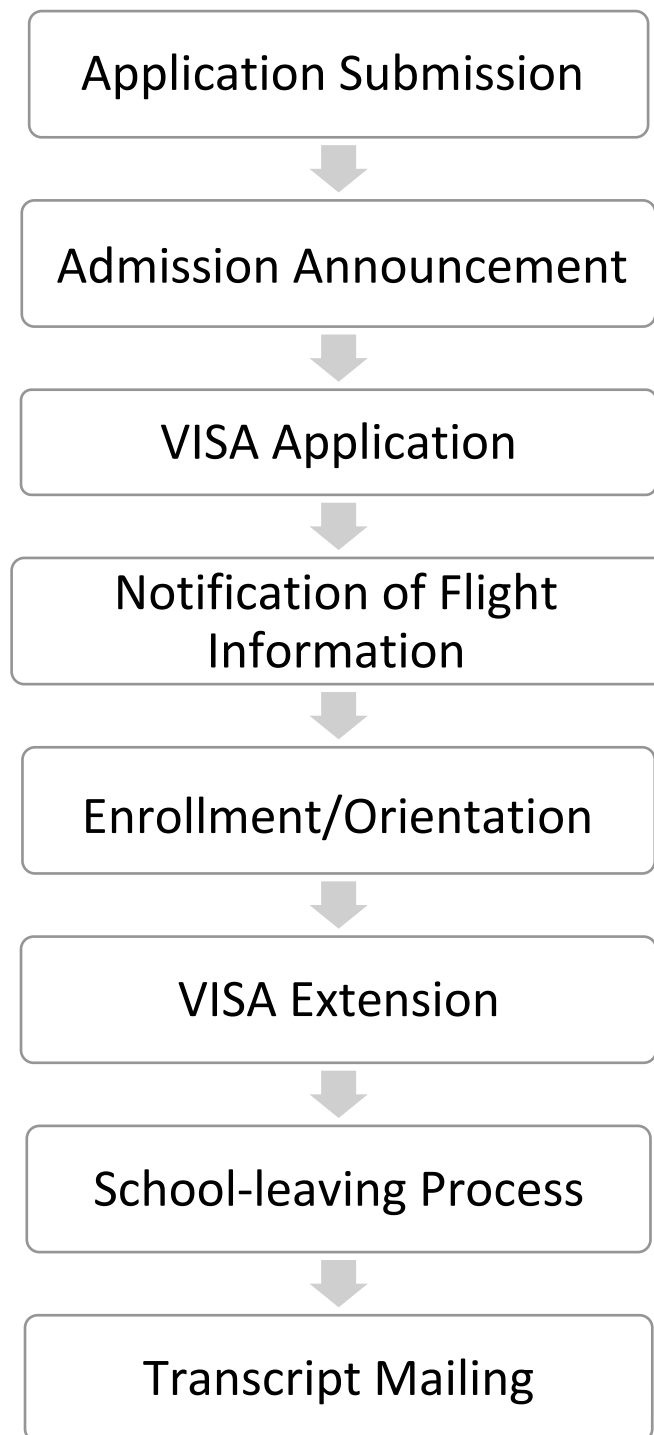 Application Submission
Admission Announcement
VISA Application
Notification of Flight
Information
Enrollment/Orientation
VISA Extension
School-leaving Process
Transcript Mailing